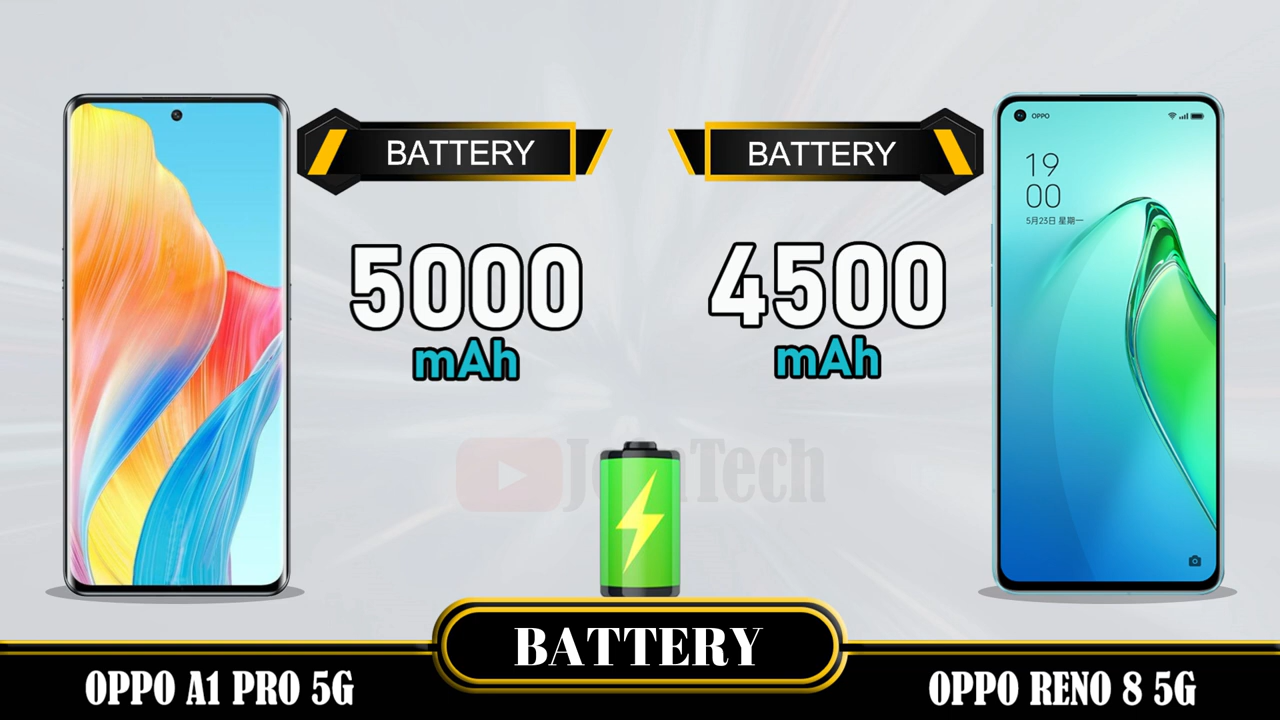 BATTERY
5000
mAh
BATTERY
4500
mAh
OPPO
19
00
5月23日 星期一
BATTERY
OPPO A1 PRO 5G
OPPO RENO 8 5G